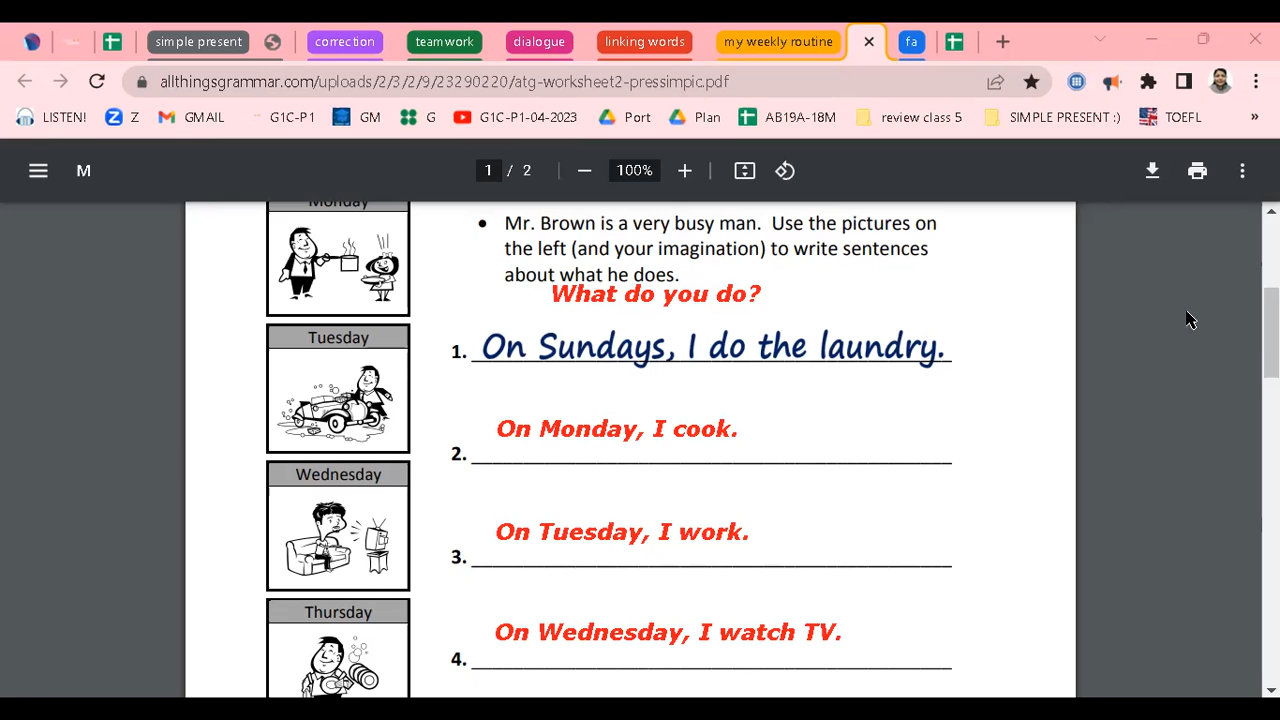 simple present
correction
teamwork
dialogue
linking words
my weekly routine
fa
allthingsgrammar.com/uploads/2/3/2/9/23290220/atg-worksheet2-pressimpic.pdf
LISTEN!
Z
GMAIL
G1C-P1
GM
G
G1C-P1-04-2023
Port
Plan
AB19A-18M
review class 5
SIMPLE PRESENT :)
TOEFL
»
M
1 / 2
100%
Monday
• Mr. Brown is a very busy man. Use the pictures on
the left (and your imagination) to write sentences
about what he does.
What do you do?
1. On Sundays, I do the laundry.
Tuesday
On Monday, I cook.
2.
Wednesday
On Tuesday, I work.
3.
Thursday
On Wednesday, I watch TV.
4.